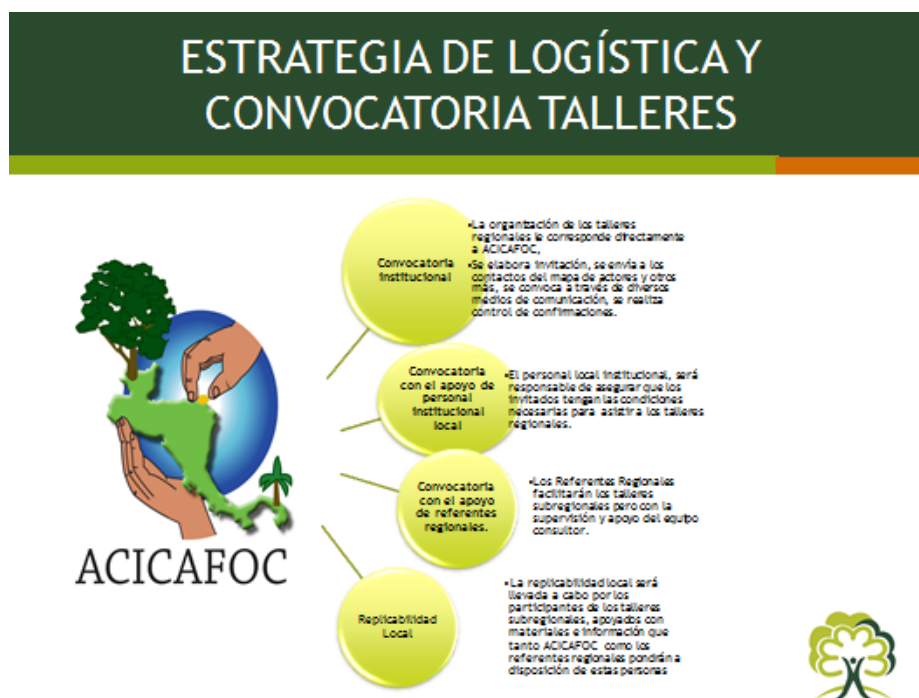 ESTRATEGIA DE LOGÍSTICA Y
CONVOCATORIA TALLERES
Convocatoria
institucional
•La organización de los talleres
regionales le corresponde directamente
a ACICAFOC,
•Se elabora invitación, se envía a los
contactos del mapa de actores y otros
más, se convoca a través de diversos
medios de comunicación, se realiza
control de confirmaciones.
Convocatoria
con el apoyo de
personal
institucional
local
•El personal local institucional, será
responsable de asegurar que los
invitados tengan las condiciones
necesarias para asistir a los talleres
regionales.
Convocatoria
con el apoyo
de referentes
regionales.
•Los Referentes Regionales
facilitarán los talleres
subregionales pero con la
supervisión y apoyo del equipo
consultor.
ACICAFOC
Replicabilidad
Local
•La replicabilidad local será
llevada a cabo por los
participantes de los talleres
subregionales, apoyados con
materiales e información que
tanto ACICAFOC como los
referentes regionales pondrán a
disposición de estas personas